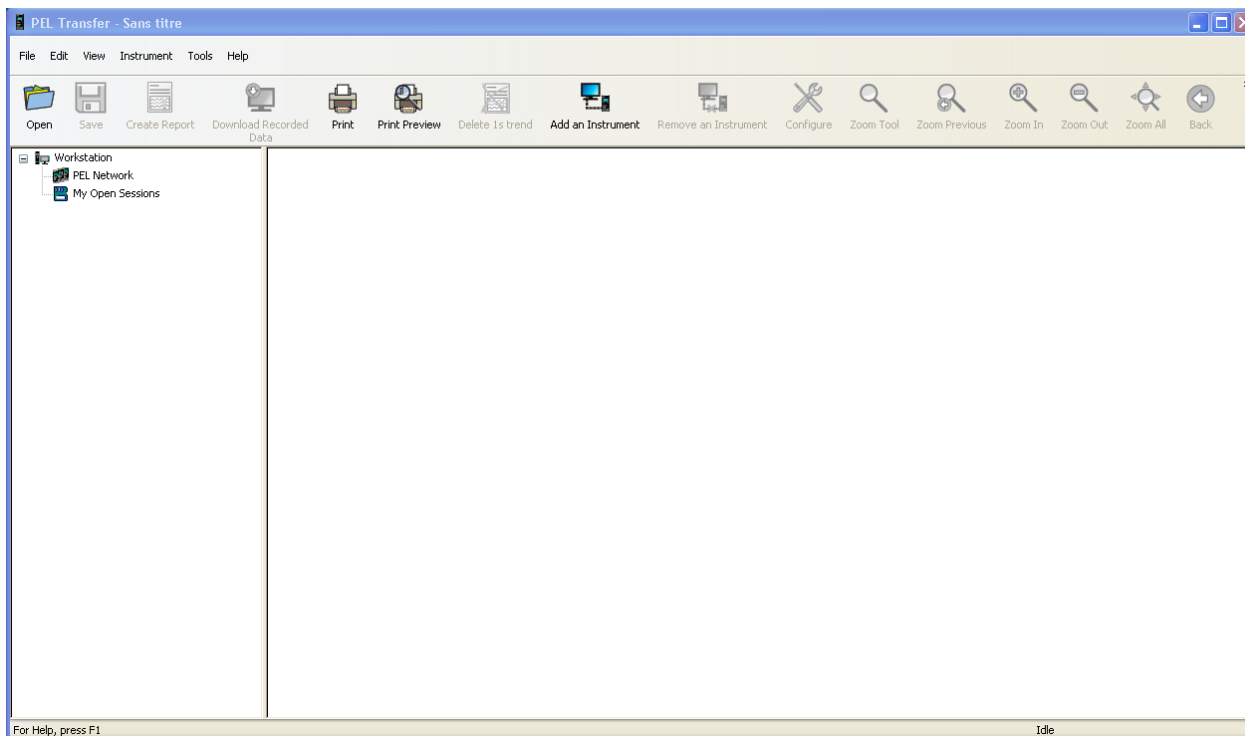 PEL Transfer - Sans titre
File Edit View Instrument Tools Help
Open Save Create Report Download Recorded Data Print Print Preview Delete 1s trend Add an Instrument Remove an Instrument Configure Zoom Tool Zoom Previous Zoom In Zoom Out Zoom All Back
Workstation
PEL Network
My Open Sessions
For Help, press F1 Idle